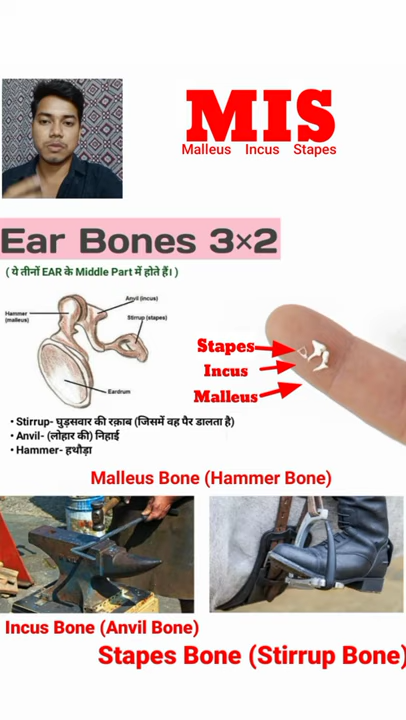 MIS
Malleus Incus Stapes
Ear Bones 3×2
( ये तीनों EAR के Middle Part में होते हैं। )
Hammer
(malleus)
Anvil (incus)
Stirrup (stapes)
Eardrum
Stapes
Incus
Malleus
• Stirrup- घुड़सवार की रक़ाब (जिसमें वह पैर डालता है)
• Anvil- (लोहार की) निहाई
• Hammer- हथौड़ा
Malleus Bone (Hammer Bone)
Incus Bone (Anvil Bone)
Stapes Bone (Stirrup Bone)